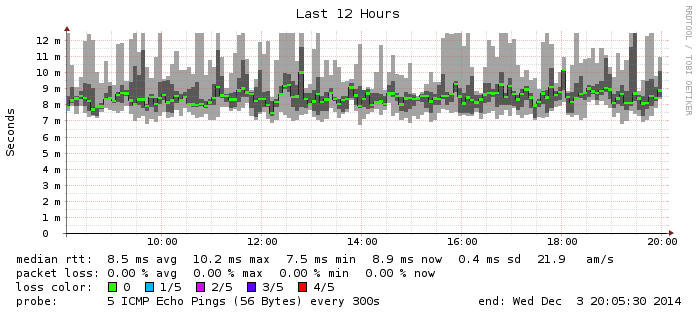 Last 12 Hours
RRDTOOL / TOBI OETIKER
Seconds
12 m
11 m
10 m
9 m
8 m
7 m
6 m
5 m
4 m
3 m
2 m
1 m
0
10:00 12:00 14:00 16:00 18:00 20:00
median rtt: 8.5 ms avg 10.2 ms max 7.5 ms min 8.9 ms now 0.4 ms sd 21.9 am/s
packet loss: 0.00 % avg 0.00 % max 0.00 % min 0.00 % now
loss color: 0 1/5 2/5 3/5 4/5
probe: 5 ICMP Echo Pings (56 Bytes) every 300s end: Wed Dec 3 20:05:30 2014